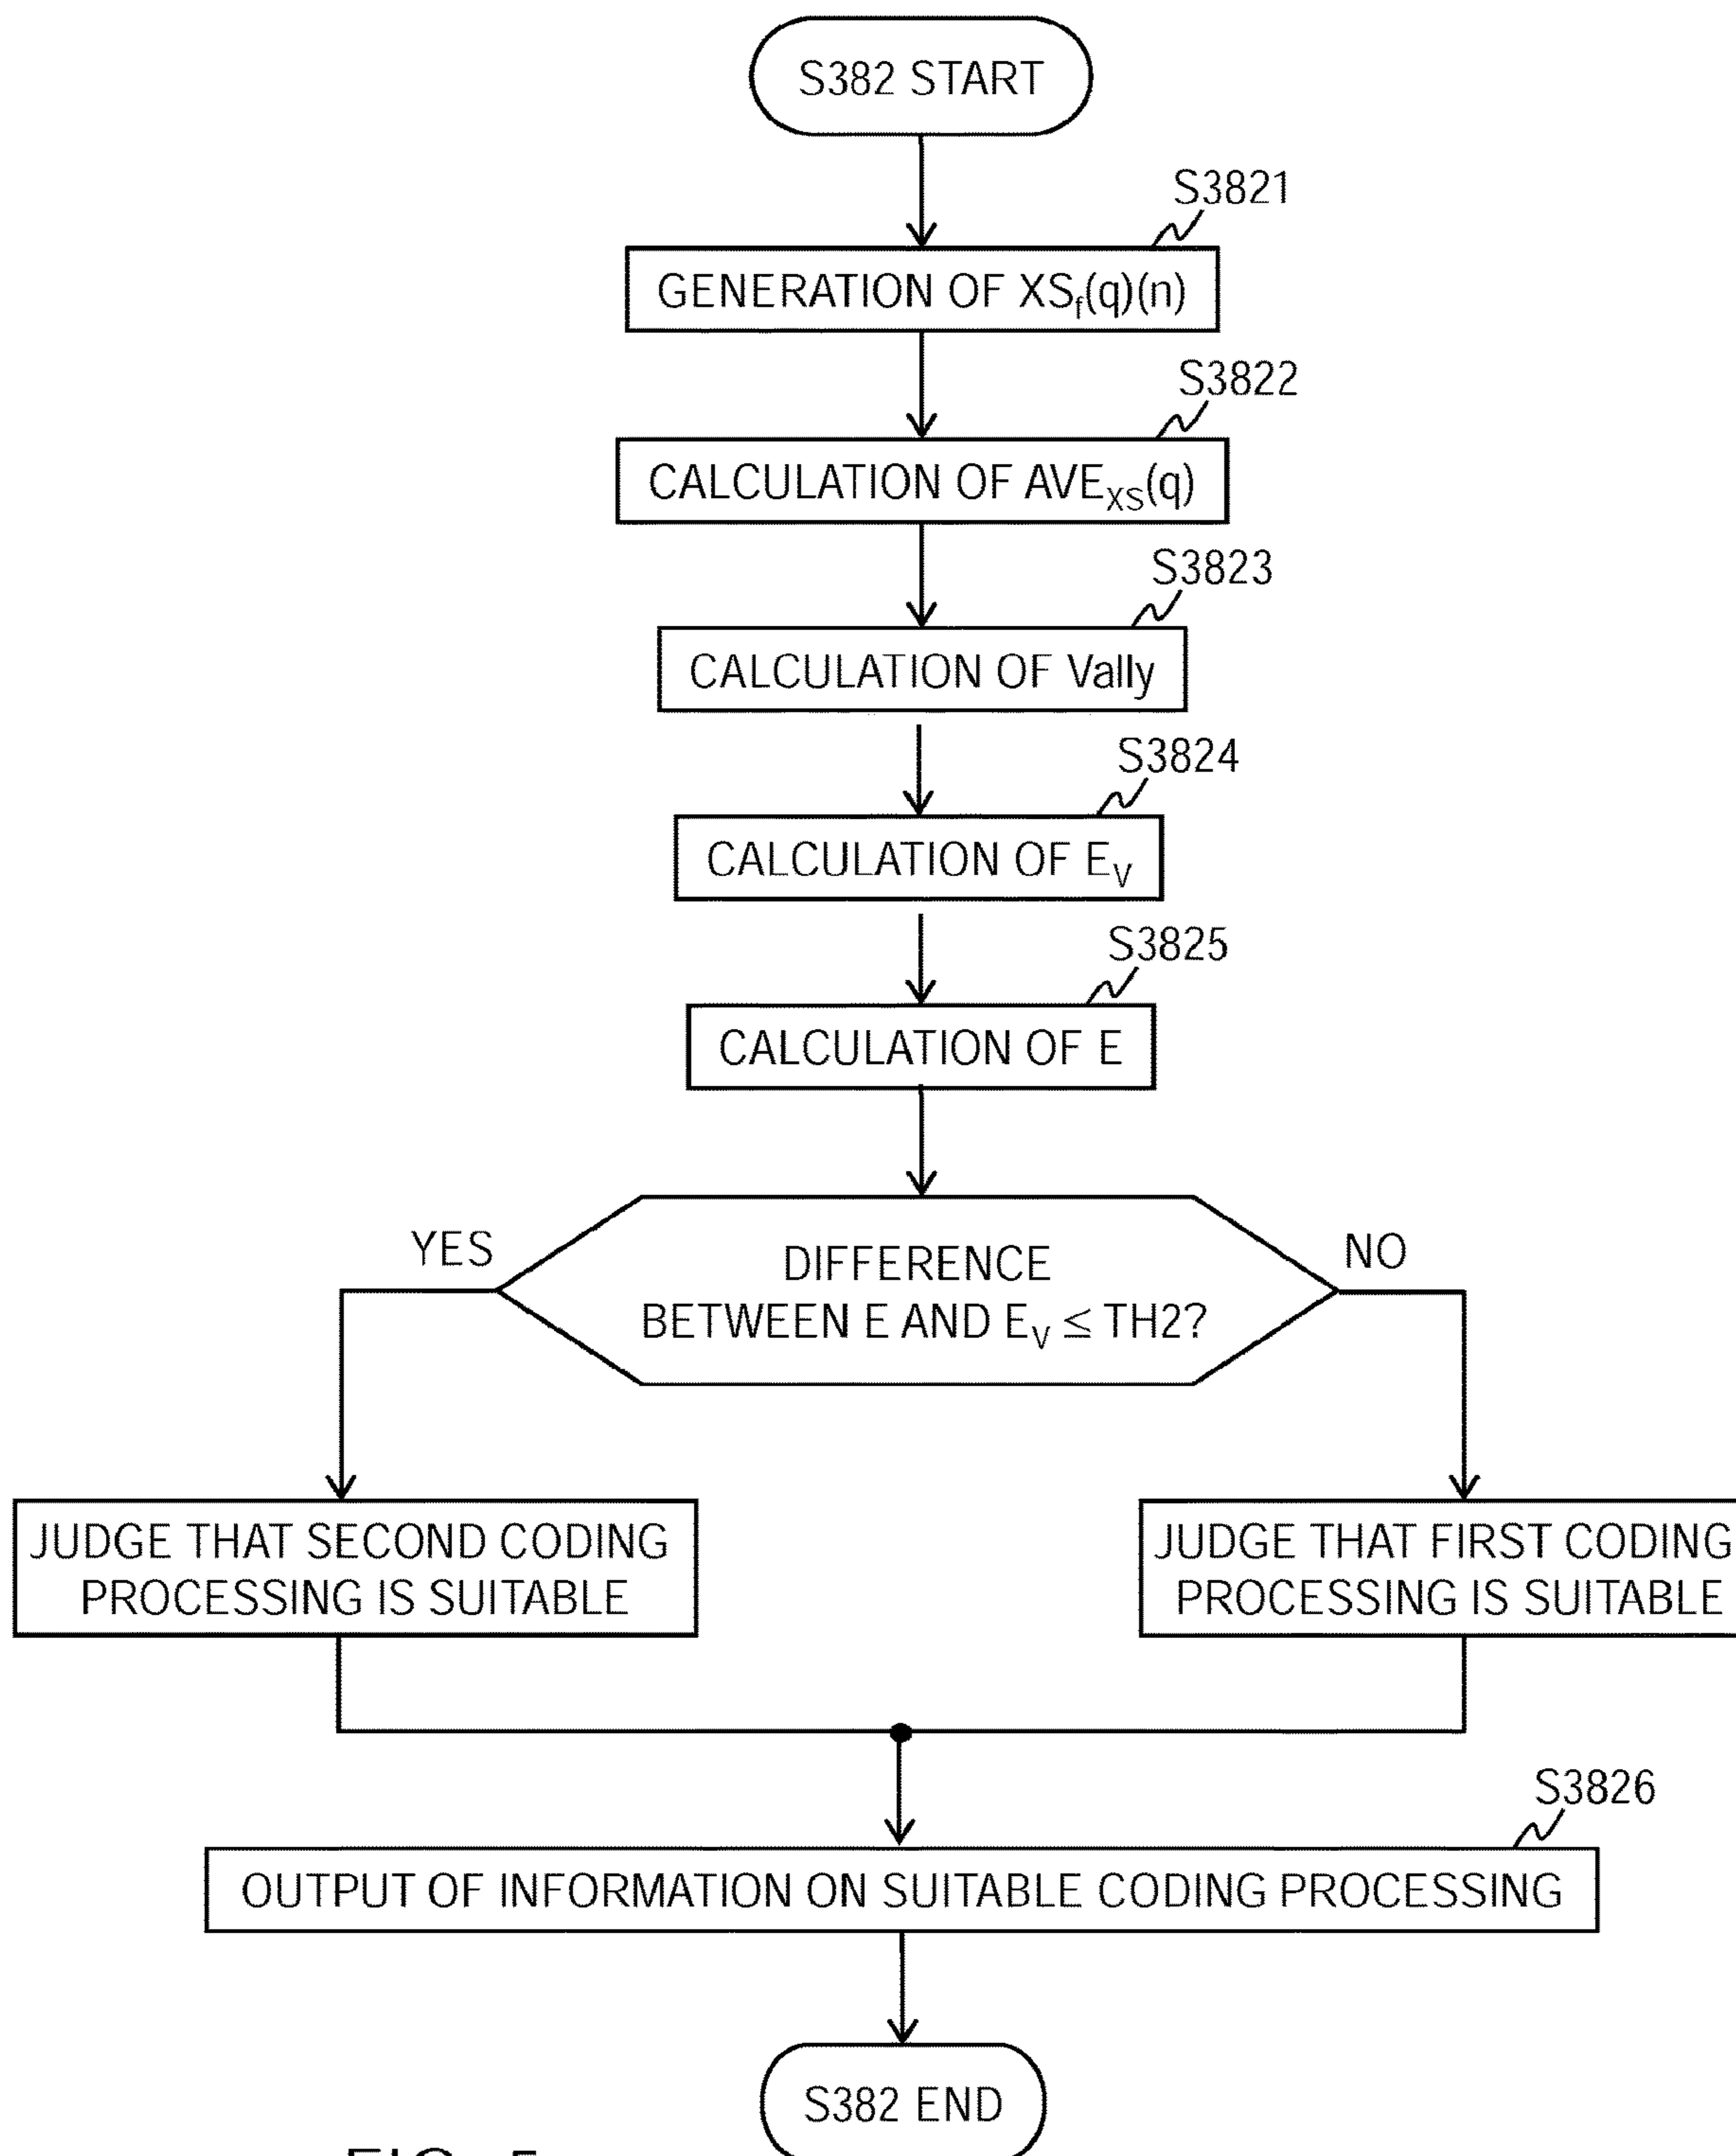 S382 START
S3821
GENERATION OF XSf(q)(n)
S3822
CALCULATION OF AVEXS(q)
S3823
CALCULATION OF Vally
S3824
CALCULATION OF EV
S3825
CALCULATION OF E
YES
DIFFERENCE
BETWEEN E AND EV ≤ TH2?
NO
JUDGE THAT SECOND CODING
PROCESSING IS SUITABLE
JUDGE THAT FIRST CODING
PROCESSING IS SUITABLE
S3826
OUTPUT OF INFORMATION ON SUITABLE CODING PROCESSING
S382 END